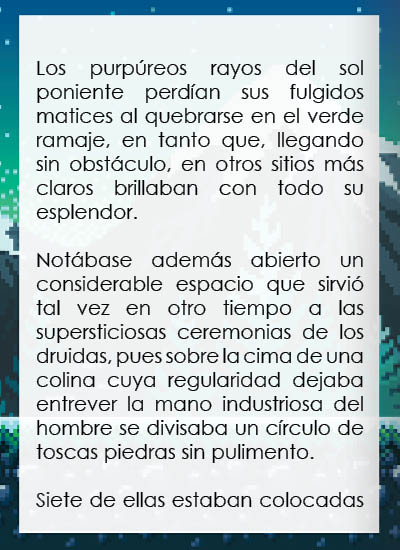 Los purpúreos rayos del sol
poniente perdían sus fulgidos
matices al quebrarse en el verde
ramaje, en tanto que, llegando
sin obstáculo, en otros sitios más
claros brillaban con todo su
esplendor.
Notábase además abierto un
considerable espacio que sirvió
tal vez en otro tiempo a las
supersticiosas ceremonias de los
druidas, pues sobre la cima de una
colina cuya regularidad dejaba
entrever la mano industriosa del
hombre se divisaba un círculo de
toscas piedras sin pulimento.
Siete de ellas estaban colocadas